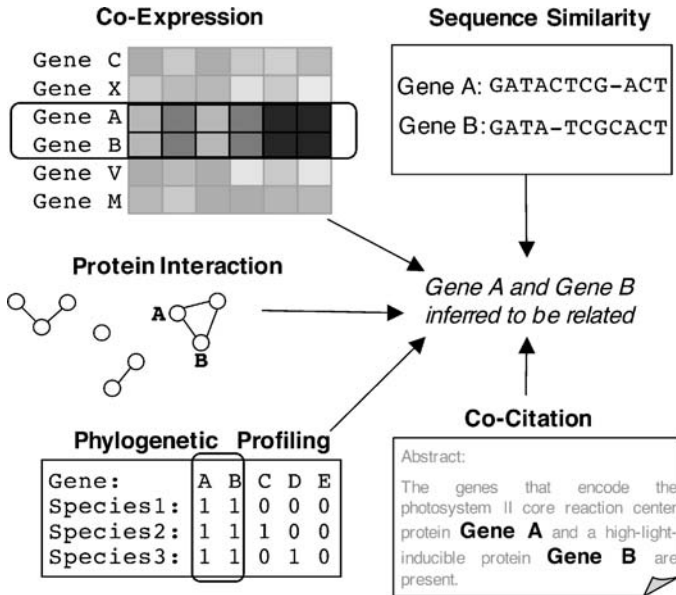 Co-Expression
Gene C
Gene X
Gene A
Gene B
Gene V
Gene M
Sequence Similarity
Gene A: GATACTCG-ACT
Gene B: GATA-TCGCACT
Protein Interaction
A
B
Gene A and Gene B
inferred to be related
Phylogenetic Profiling
Gene: A B C D E
Species1: 1 1 0 0 0
Species2: 1 1 1 0 0
Species3: 1 1 0 1 0
Co-Citation
Abstract:
The genes that encode the
photosystem II core reaction center
protein Gene A and a high-light-
inducible protein Gene B are
present.